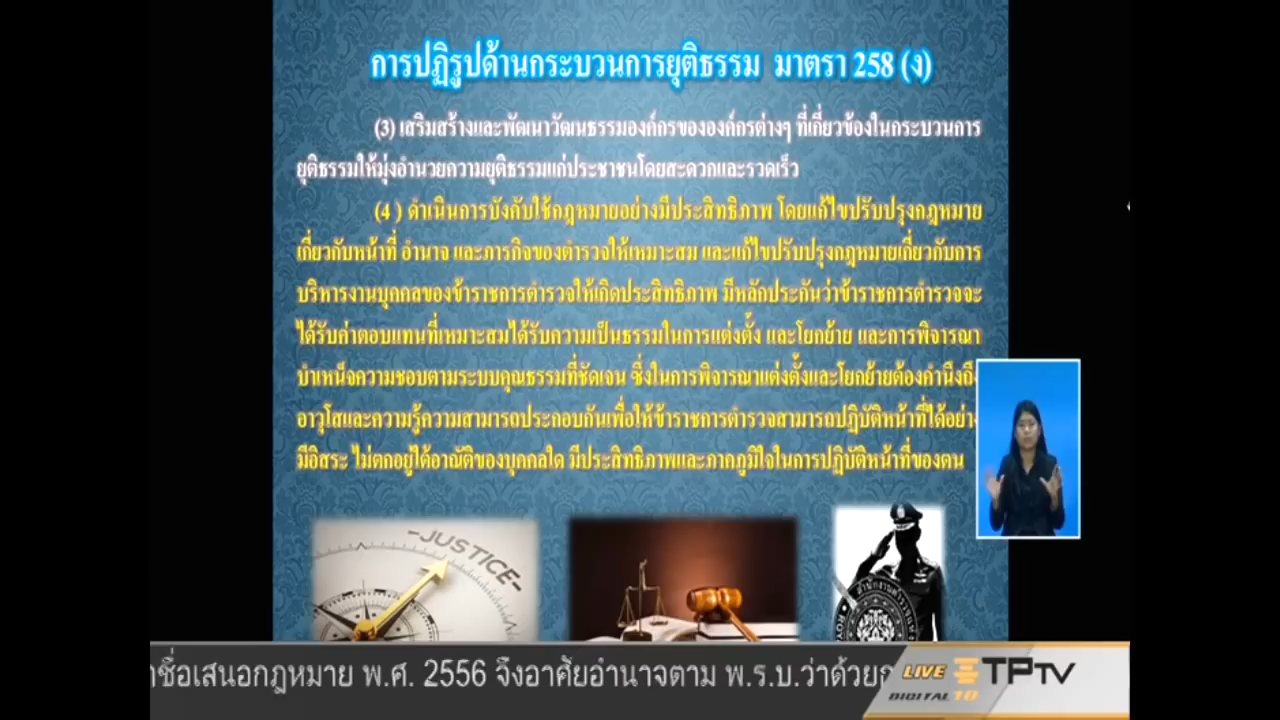 การปฏิรูปด้านกระบวนการยุติธรรม มาตรา 258 (ง)
(3) เสริมสร้างและพัฒนาวัฒนธรรมองค์กรขององค์กรต่างๆ ที่เกี่ยวข้องในกระบวนการ
ยุติธรรมให้มุ่งอำนวยความยุติธรรมแก่ประชาชนโดยสะดวกและรวดเร็ว
(4 ) ดำเนินการบังคับใช้กฎหมายอย่างมีประสิทธิภาพ โดยแก้ไขปรับปรุงกฎหมาย
เกี่ยวกับหน้าที่ อำนาจ และภารกิจของตำรวจให้เหมาะสม และแก้ไขปรับปรุงกฎหมายเกี่ยวกับการ
บริหารงานบุคคลของข้าราชการตำรวจให้เกิดประสิทธิภาพ มีหลักประกันว่าข้าราชการตำรวจจะ
ได้รับค่าตอบแทนที่เหมาะสมได้รับความเป็นธรรมในการแต่งตั้ง และโยกย้าย และการพิจารณา
บำเหน็จความชอบตามระบบคุณธรรมที่ชัดเจน ซึ่งในการพิจารณาแต่งตั้งและโยกย้ายต้องคำนึงถึง
อาวุโสและความรู้ความสามารถประกอบกันเพื่อให้ข้าราชการตำรวจสามารถปฏิบัติหน้าที่ได้อย่าง
มีอิสระ ไม่ตกอยู่ใต้อาณัติของบุคคลใด มีประสิทธิภาพและภาคภูมิใจในการปฏิบัติหน้าที่ของตน
JUSTICE
ชื่อเสนอกฎหมาย พ.ศ. 2556 จึงอาศัยอำนาจตาม พ.ร.บ.ว่าด้วย
LIVE TPTV
DIGITAL 10